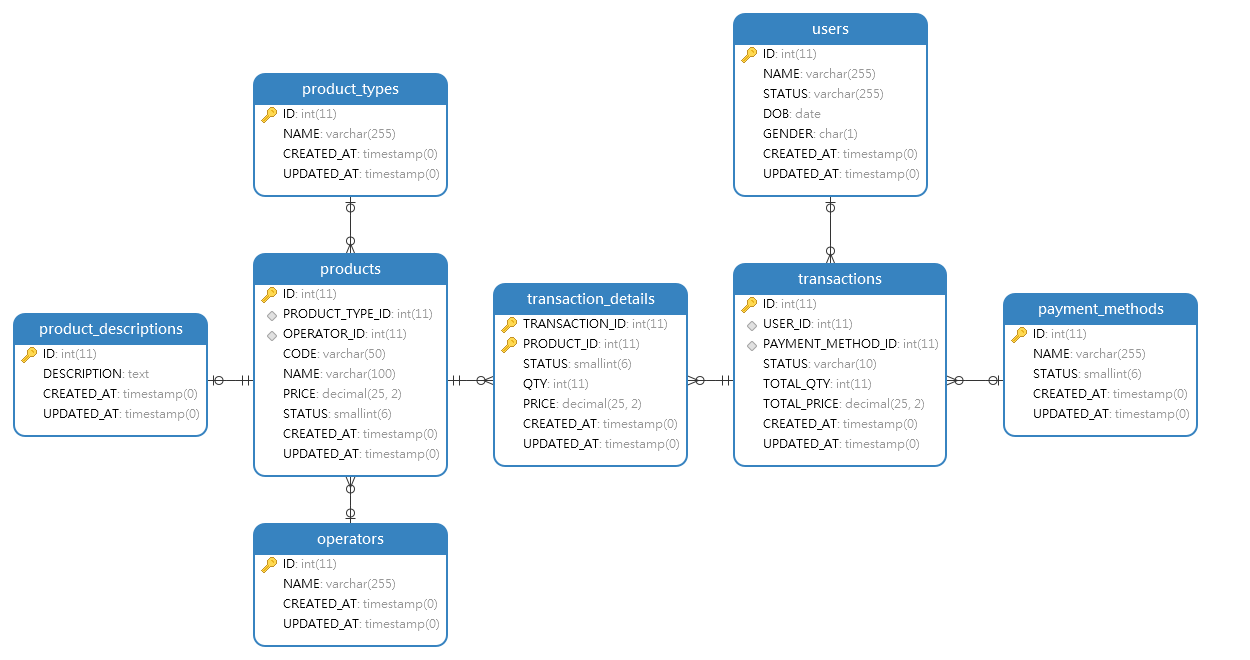 users
ID: int(11)
NAME: varchar(255)
STATUS: varchar(255)
DOB: date
GENDER: char(1)
CREATED_AT: timestamp(0)
UPDATED_AT: timestamp(0)
product_types
ID: int(11)
NAME: varchar(255)
CREATED_AT: timestamp(0)
UPDATED_AT: timestamp(0)
product_descriptions
ID: int(11)
DESCRIPTION: text
CREATED_AT: timestamp(0)
UPDATED_AT: timestamp(0)
products
ID: int(11)
PRODUCT_TYPE_ID: int(11)
OPERATOR_ID: int(11)
CODE: varchar(50)
NAME: varchar(100)
PRICE: decimal(25, 2)
STATUS: smallint(6)
CREATED_AT: timestamp(0)
UPDATED_AT: timestamp(0)
transaction_details
TRANSACTION_ID: int(11)
PRODUCT_ID: int(11)
STATUS: smallint(6)
QTY: int(11)
PRICE: decimal(25, 2)
CREATED_AT: timestamp(0)
UPDATED_AT: timestamp(0)
transactions
ID: int(11)
USER_ID: int(11)
PAYMENT_METHOD_ID: int(11)
STATUS: varchar(10)
TOTAL_QTY: int(11)
TOTAL_PRICE: decimal(25, 2)
CREATED_AT: timestamp(0)
UPDATED_AT: timestamp(0)
payment_methods
ID: int(11)
NAME: varchar(255)
STATUS: smallint(6)
CREATED_AT: timestamp(0)
UPDATED_AT: timestamp(0)
operators
ID: int(11)
NAME: varchar(255)
CREATED_AT: timestamp(0)
UPDATED_AT: timestamp(0)